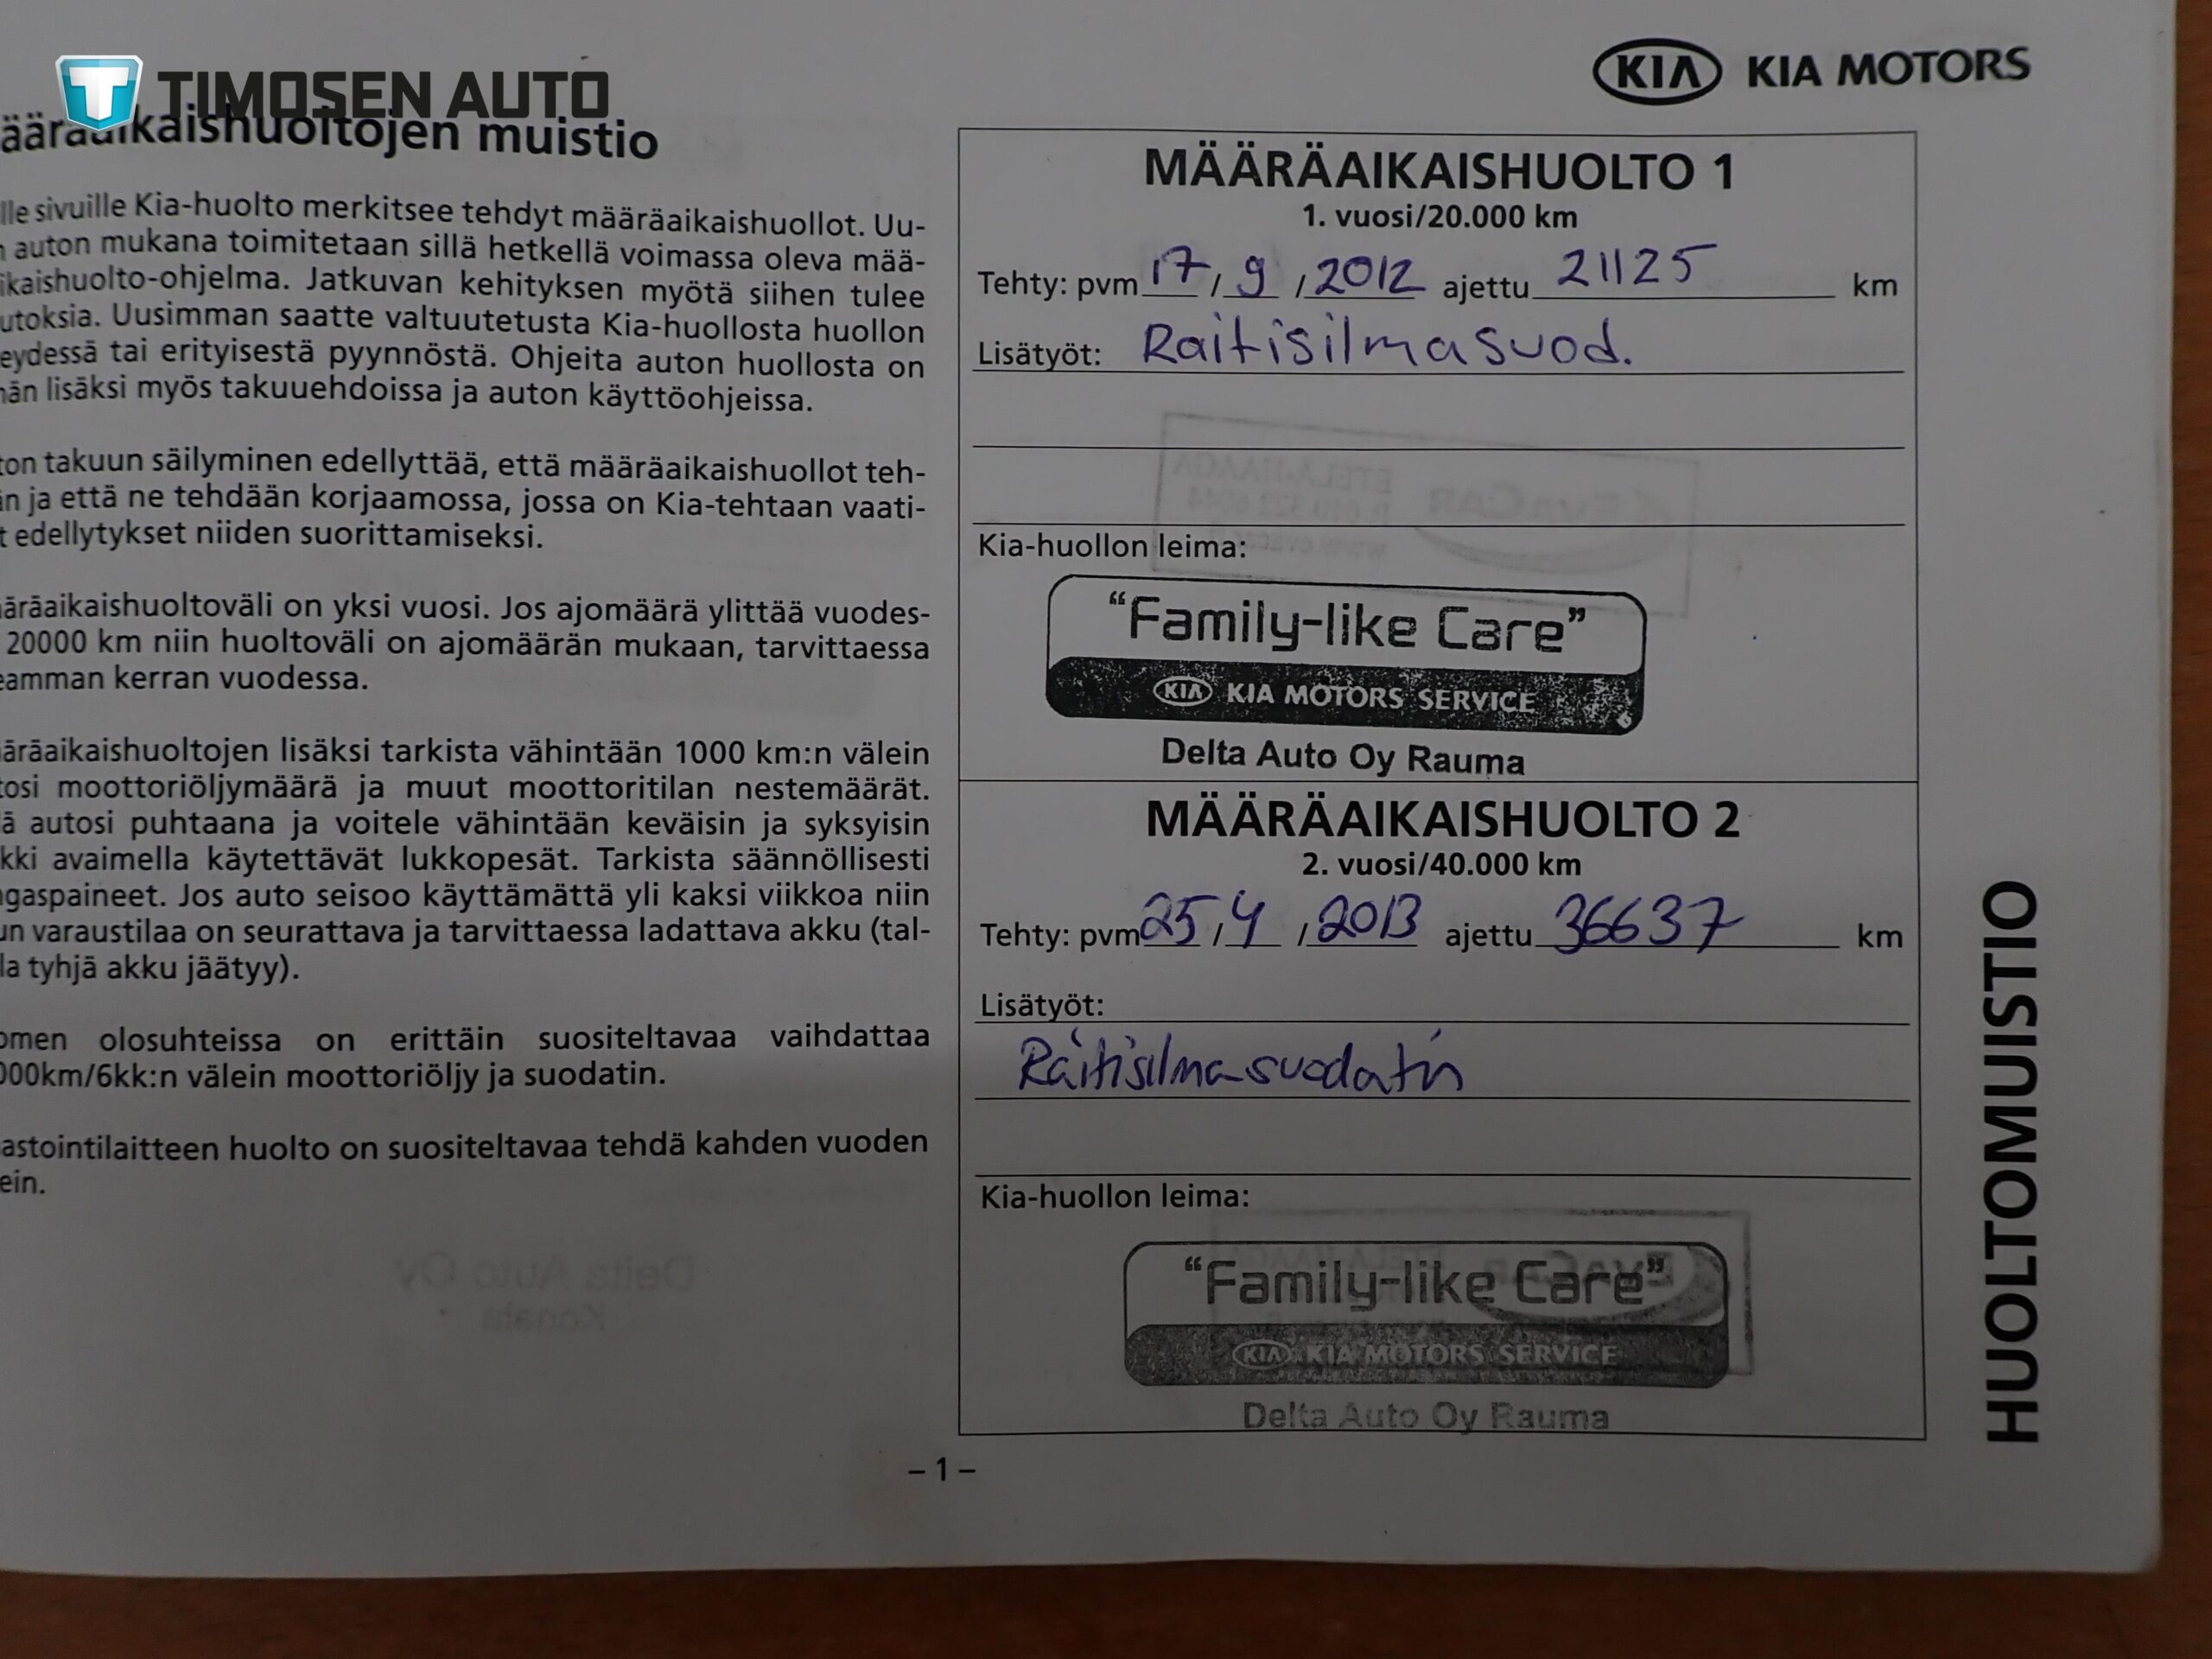 TIMOSEN AUTO
KIA KIA MOTORS
ääräaikaishuoltojen muistio
lle sivuille Kia-huolto merkitsee tehdyt määräaikaishuollot. Uu-
n auton mukana toimitetaan sillä hetkellä voimassa oleva mää-
ikaishuolto-ohjelma. Jatkuvan kehityksen myötä siihen tulee
utoksia. Uusimman saatte valtuutetusta Kia-huollosta huollon
eydessä tai erityisestä pyynnöstä. Ohjeita auton huollosta on
nän lisäksi myös takuuehdoissa ja auton käyttöohjeissa.
ton takuun säilyminen edellyttää, että määräaikaishuollot teh-
än ja että ne tehdään korjaamossa, jossa on Kia-tehtaan vaati-
t edellytykset niiden suorittamiseksi.
ääräaikaishuoltoväli on yksi vuosi. Jos ajomäärä ylittää vuodes-
20000 km niin huoltoväli on ajomäärän mukaan, tarvittaessa
eamman kerran vuodessa.
ääräaikaishuoltojen lisäksi tarkista vähintään 1000 km:n välein
tosi moottoriöljymäärä ja muut moottoritilan nestemäärät.
ä autosi puhtaana ja voitele vähintään keväisin ja syksyisin
kki avaimella käytettävät lukkopesät. Tarkista säännöllisesti
ngaspaineet. Jos auto seisoo käyttämättä yli kaksi viikkoa niin
un varaustilaa on seurattava ja tarvittaessa ladattava akku (tal-
la tyhjä akku jäätyy).
omen olosuhteissa on erittäin suositeltavaa vaihdattaa
000km/6kk:n välein moottoriöljy ja suodatin.
astointilaitteen huolto on suositeltavaa tehdä kahden vuoden
ein.
MÄÄRÄAIKAISHUOLTO 1
1. vuosi/20.000 km
Tehty: pvm 17 / 9 / 2012 ajettu 21125 km
Lisätyöt: Raitisilmasuod.
Kia-huollon leima:
"Family-like Care"
KIA KIA MOTORS SERVICE
Delta Auto Oy Rauma
MÄÄRÄAIKAISHUOLTO 2
2. vuosi/40.000 km
Tehty: pvm 25 / 4 / 2013 ajettu 36637 km
Lisätyöt:
Raitisilmasuodatin
Kia-huollon leima:
"Family-like Care"
KIA KIA MOTORS SERVICE
Delta Auto Oy Rauma
HUOLTOMUISTIO
– 1 –